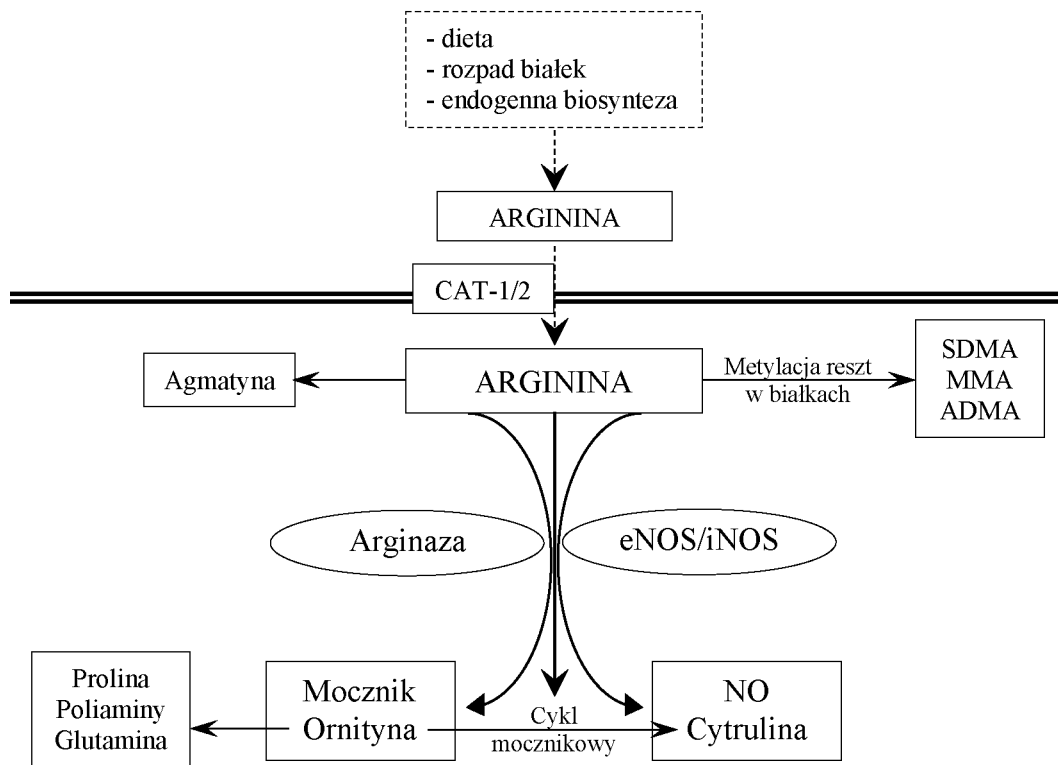 - dieta
- rozpad białek
- endogenna biosynteza
ARGININA
CAT-1/2
Agmatyna
ARGININA
Metylacja reszt
w białkach
SDMA
MMA
ADMA
Arginaza
eNOS/iNOS
Prolina
Poliaminy
Glutamina
Mocznik
Ornityna
Cykl
mocznikowy
NO
Cytrulina